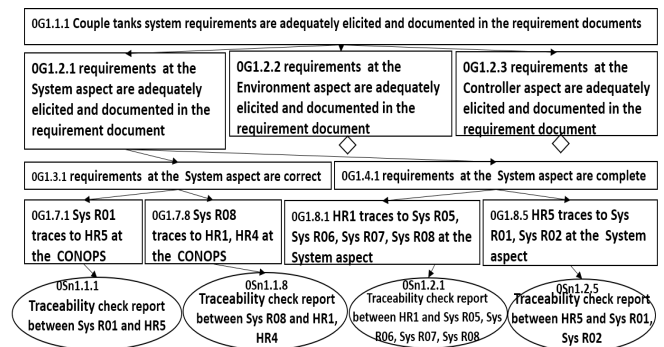 0G1.1.1 Couple tanks system requirements are adequately elicited and documented in the requirement documents
0G1.2.1 requirements at the
System aspect are adequately
elicited and documented in the
requirement document
0G1.2.2 requirements at the
Environment aspect are adequately
elicited and documented in the
requirement document
0G1.2.3 requirements at the
Controller aspect are adequately
elicited and documented in the
requirement document
0G1.3.1 requirements at the System aspect are correct
0G1.4.1 requirements at the System aspect are complete
0G1.7.1 Sys R01
traces to HR5 at
the CONOPS
0G1.7.8 Sys R08
traces to HR1, HR4 at
the CONOPS
0G1.8.1 HR1 traces to Sys R05,
Sys R06, Sys R07, Sys R08 at the
System aspect
0G1.8.5 HR5 traces to Sys
R01, Sys R02 at the System
aspect
0Sn1.1.1
Traceability check report
between Sys R01 and HR5
0Sn1.1.8
Traceability check report
between Sys R08 and HR1,
HR4
0Sn1.2.1
Traceability check report
between HR1 and Sys R05, Sys
R06, Sys R07, Sys R08
0Sn1.2,5
Traceability check report
between HR5 and Sys R01,
Sys R02